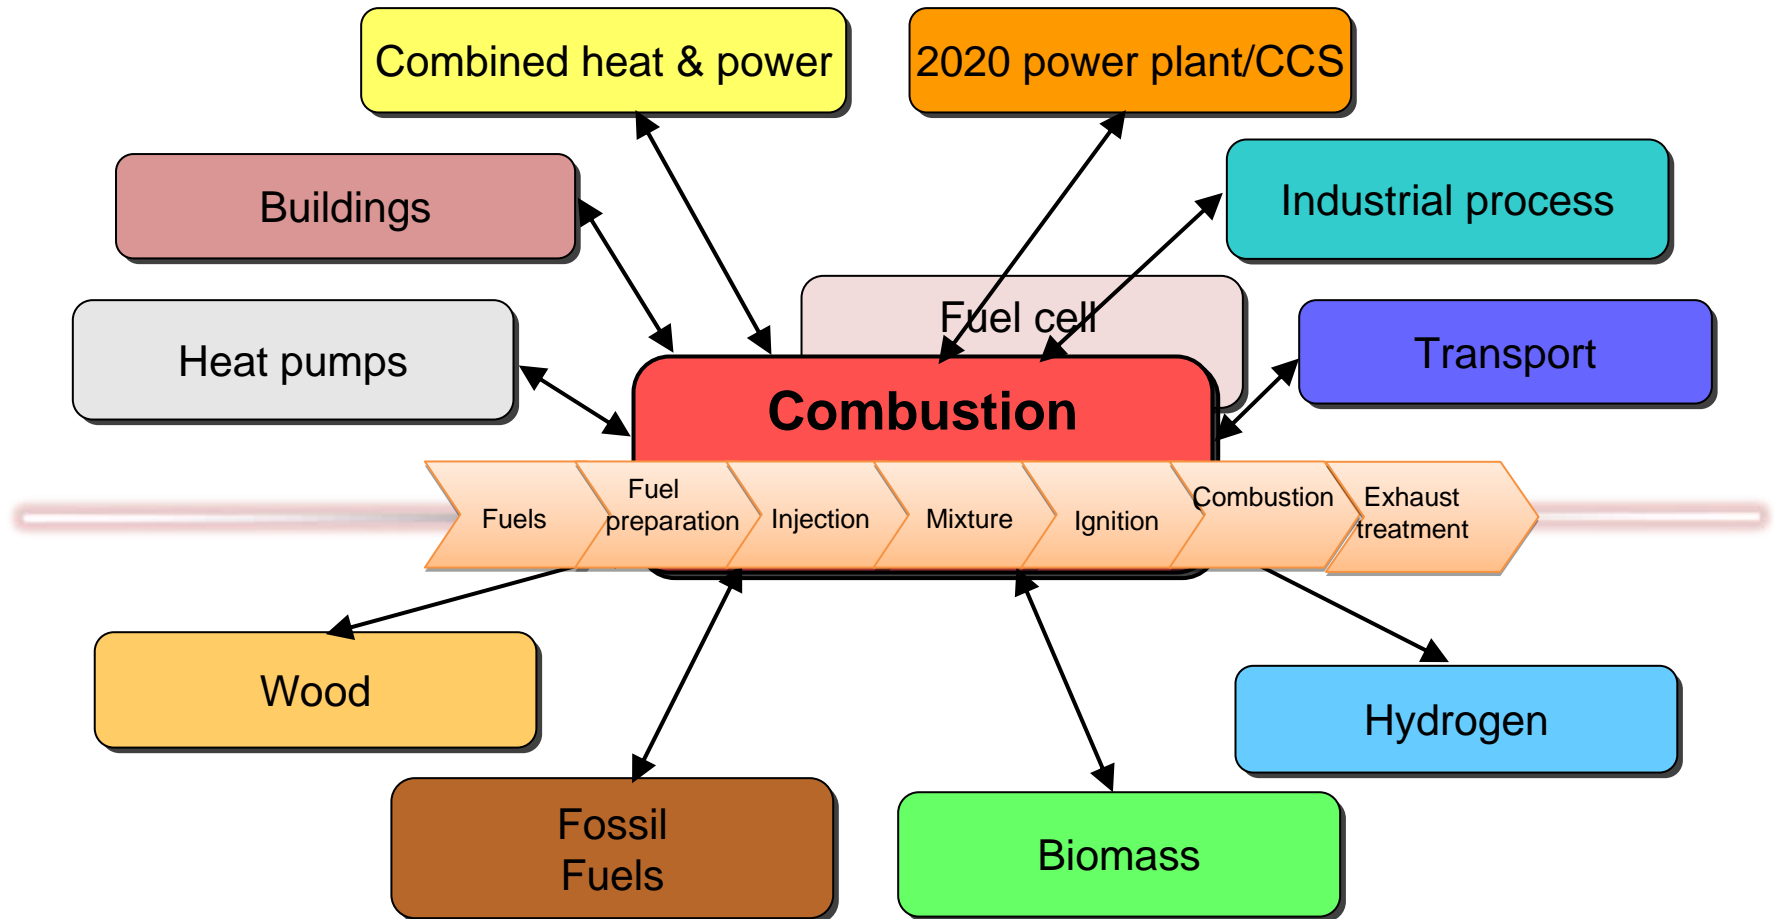 Combined heat & power
2020 power plant/CCS
Buildings
Industrial process
Fuel cell
Heat pumps
Transport
Combustion
Fuels
Fuel
preparation
Injection
Mixture
Ignition
Combustion
Exhaust
treatment
Wood
Hydrogen
Fossil
Fuels
Biomass